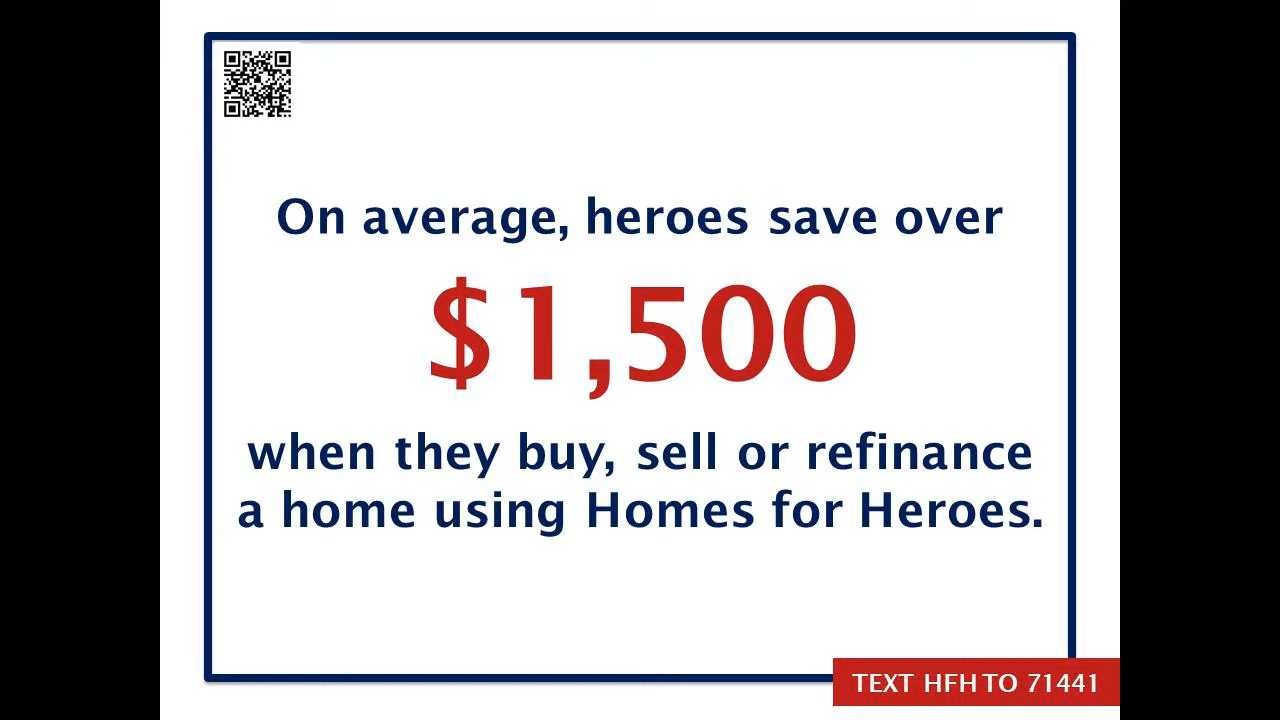 On average, heroes save over
$1,500
when they buy, sell or refinance
a home using Homes for Heroes.
TEXT HFH TO 71441